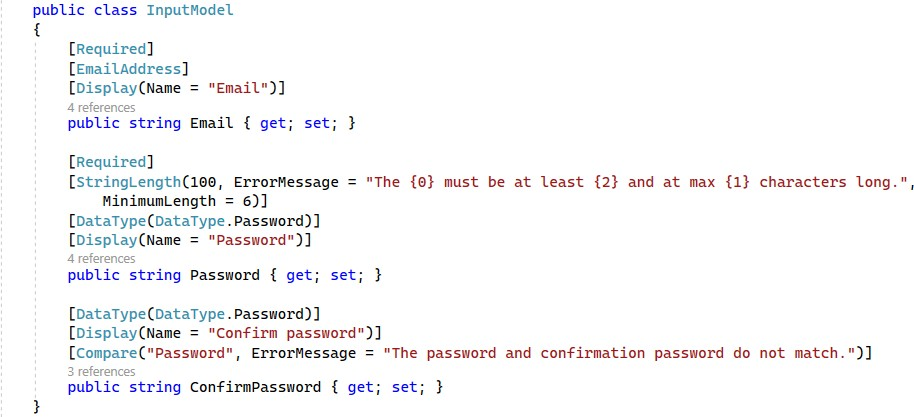 public class InputModel
{
[Required]
[EmailAddress]
[Display(Name = "Email")]
4 references
public string Email { get; set; }
[Required]
[StringLength(100, ErrorMessage = "The {0} must be at least {2} and at max {1} characters long.",
MinimumLength = 6)]
[DataType(DataType.Password)]
[Display(Name = "Password")]
4 references
public string Password { get; set; }
[DataType(DataType.Password)]
[Display(Name = "Confirm password")]
[Compare("Password", ErrorMessage = "The password and confirmation password do not match.")]
3 references
public string ConfirmPassword { get; set; }
}